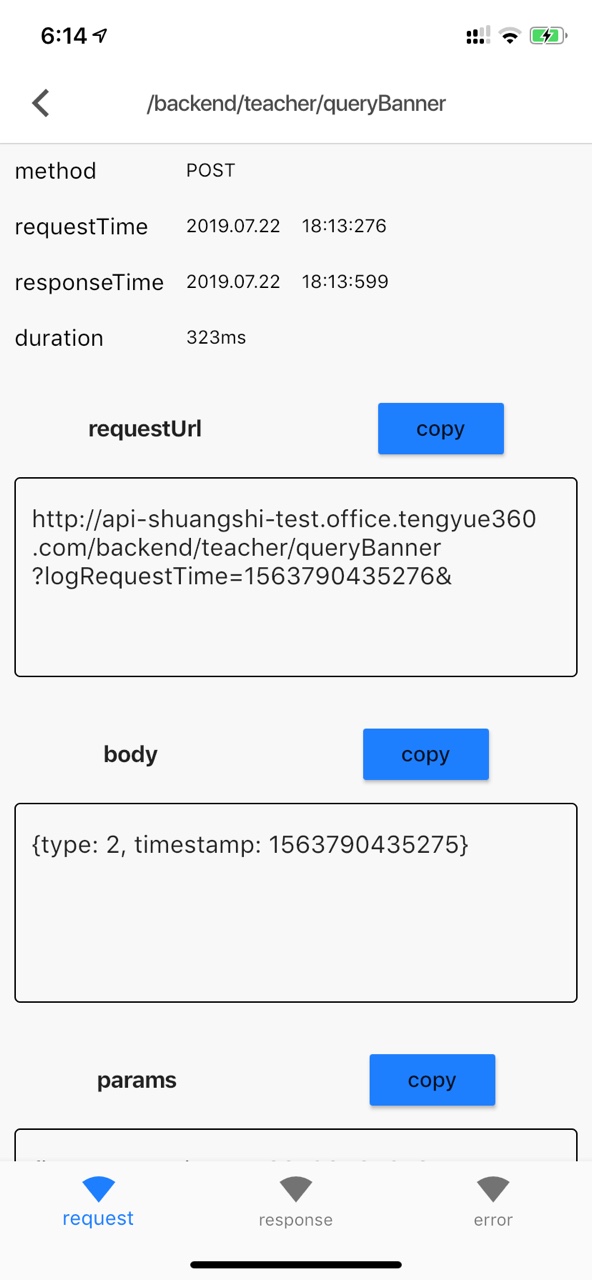 6:14
/backend/teacher/queryBanner
method POST
requestTime 2019.07.22 18:13:276
responseTime 2019.07.22 18:13:599
duration 323ms
requestUrl copy
http://api-shuangshi-test.office.tengyue360
.com/backend/teacher/queryBanner
?logRequestTime=1563790435276&
body copy
{type: 2, timestamp: 1563790435275}
params copy
request response error